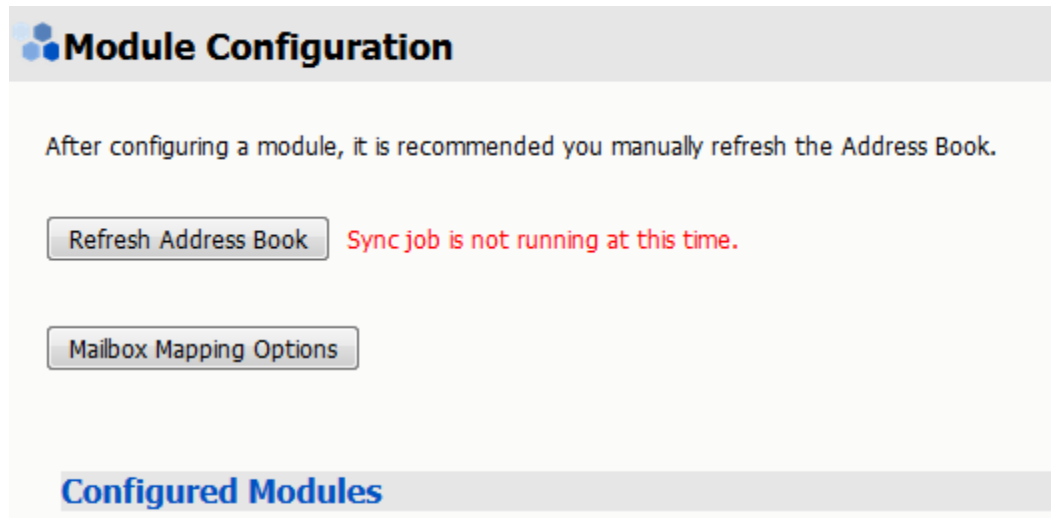 Module Configuration
After configuring a module, it is recommended you manually refresh the Address Book.
Refresh Address Book Sync job is not running at this time.
Mailbox Mapping Options
Configured Modules